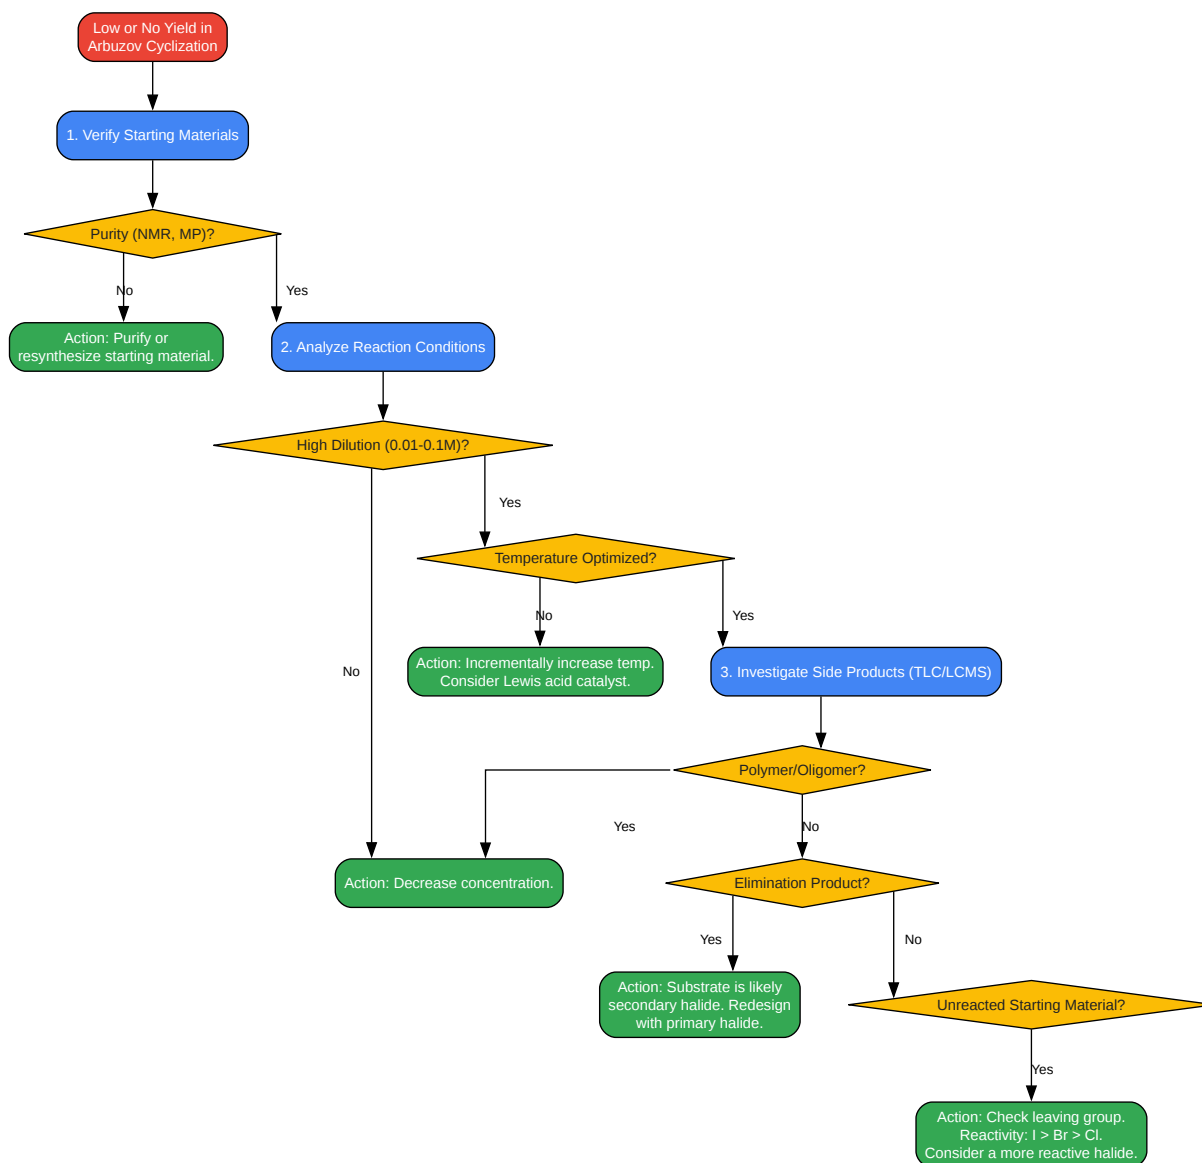 Low or No Yield in
Arbuzov Cyclization
1. Verify Starting Materials
Purity (NMR, MP)?
No
Yes
Action: Purify or
resynthesize starting material.
2. Analyze Reaction Conditions
High Dilution (0.01-0.1M)?
Yes
Temperature Optimized?
No
Yes
No
Action: Incrementally increase temp.
Consider Lewis acid catalyst.
3. Investigate Side Products (TLC/LCMS)
Polymer/Oligomer?
Yes
No
Action: Decrease concentration.
Elimination Product?
Yes
No
Action: Substrate is likely
secondary halide. Redesign
with primary halide.
Unreacted Starting Material?
Yes
Action: Check leaving group.
Reactivity: I > Br > Cl.
Consider a more reactive halide.